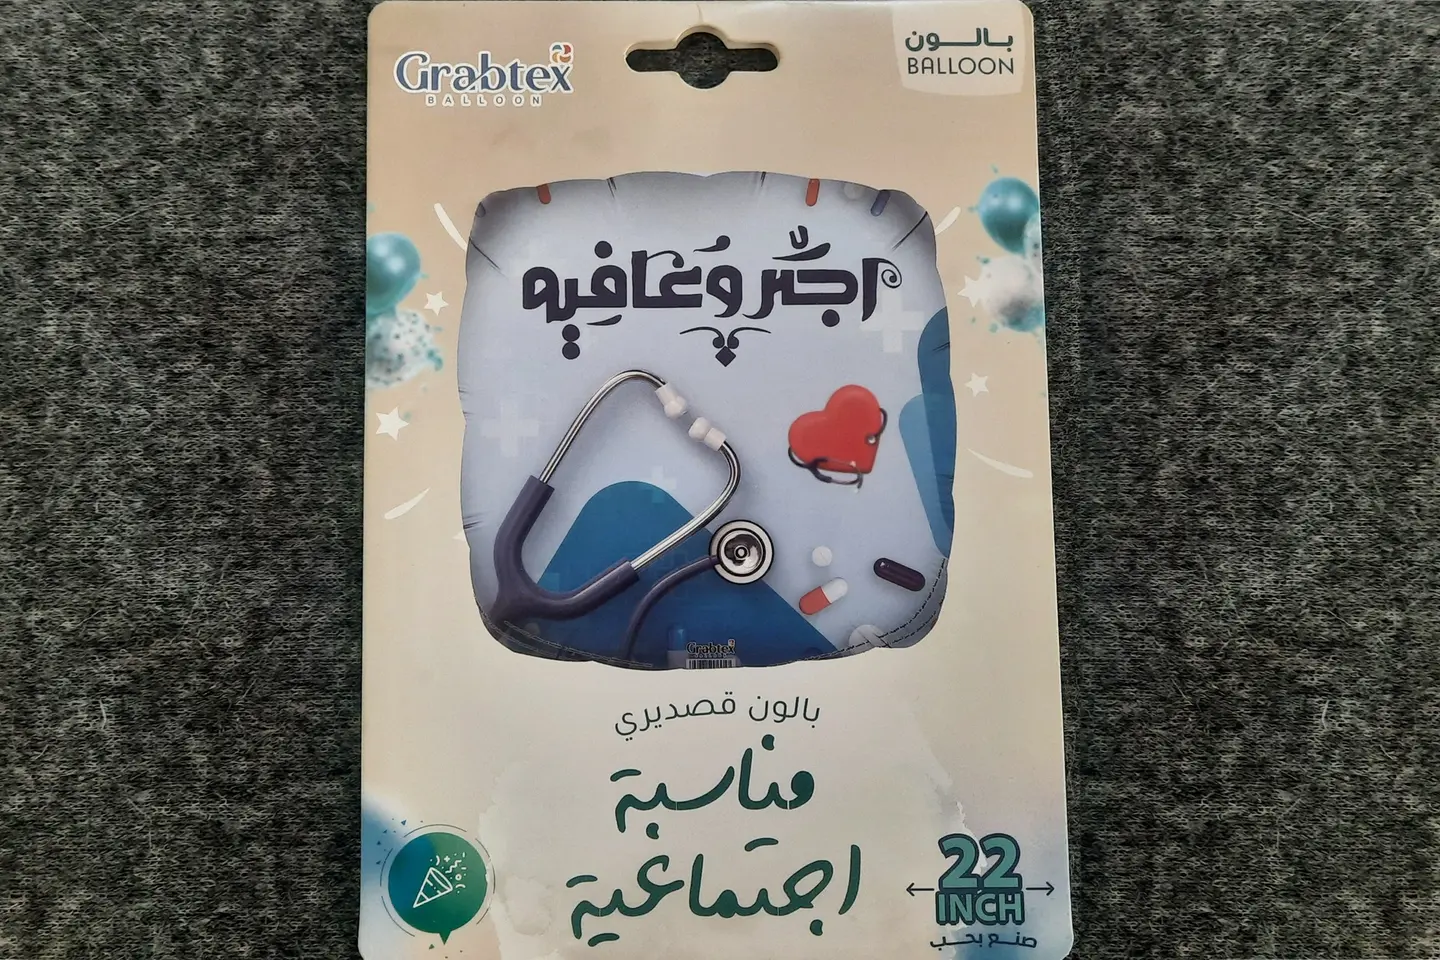 Grabtex
BALLOON
بالون
BALLOON
اجر وعافيه
Grabtex
بالون قصديري
مناسبة
اجتماعية
22
INCH
صنع بحب